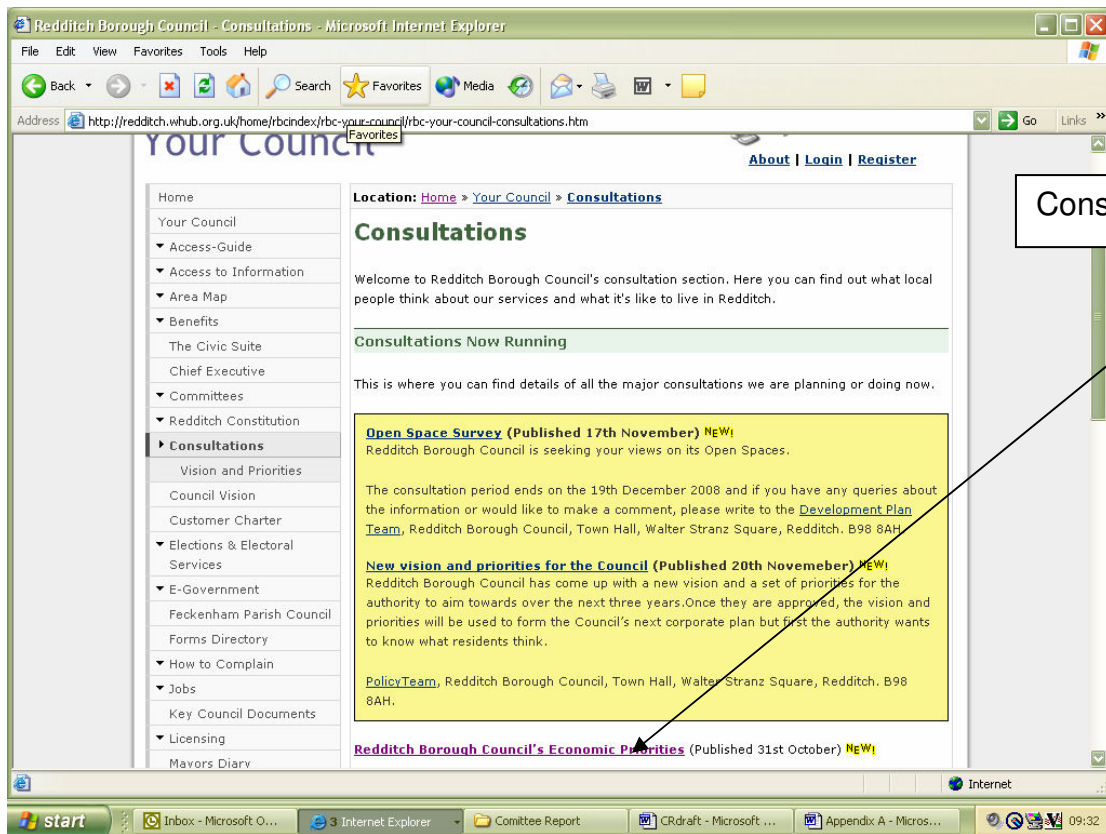 Redditch Borough Council - Consultations - Microsoft Internet Explorer
File Edit View Favorites Tools Help
Back Search Favorites Media
Address http://redditch.whub.org.uk/home/rbcindex/rbc-your-council/rbc-your-council-consultations.htm Go Links »
Favorites
Your Council
About | Login | Register
Home
Your Council
Access-Guide
Access to Information
Area Map
Benefits
The Civic Suite
Chief Executive
Committees
Redditch Constitution
Consultations
Vision and Priorities
Council Vision
Customer Charter
Elections & Electoral
Services
E-Government
Feckenham Parish Council
Forms Directory
How to Complain
Jobs
Key Council Documents
Licensing
Mayors Diary
Location: Home » Your Council » Consultations
Consultations
Welcome to Redditch Borough Council's consultation section. Here you can find out what local
people think about our services and what it's like to live in Redditch.
Consultations Now Running
This is where you can find details of all the major consultations we are planning or doing now.
Open Space Survey (Published 17th November) NEW!
Redditch Borough Council is seeking your views on its Open Spaces.
The consultation period ends on the 19th December 2008 and if you have any queries about
the information or would like to make a comment, please write to the Development Plan
Team, Redditch Borough Council, Town Hall, Walter Stranz Square, Redditch. B98 8AH.
New vision and priorities for the Council (Published 20th Novemeber) NEW!
Redditch Borough Council has come up with a new vision and a set of priorities for the
authority to aim towards over the next three years.Once they are approved, the vision and
priorities will be used to form the Council's next corporate plan but first the authority wants
to know what residents think.
PolicyTeam, Redditch Borough Council, Town Hall, Walter Stranz Square, Redditch. B98
8AH.
Redditch Borough Council's Economic Priorities (Published 31st October) NEW!
Cons
Internet
start Inbox - Microsoft O... 3 Internet Explorer Comittee Report CRdraft - Microsoft ... Appendix A - Micros... 09:32